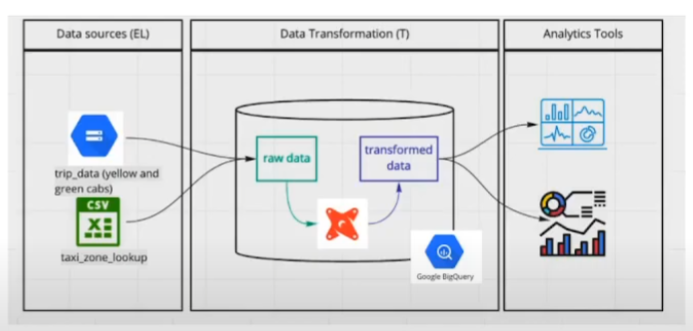 Data sources (EL)
Data Transformation (T)
Analytics Tools
trip_data (yellow and
green cabs)
CSV
X
taxi_zone_lookup
raw data
transformed
data
Google BigQuery